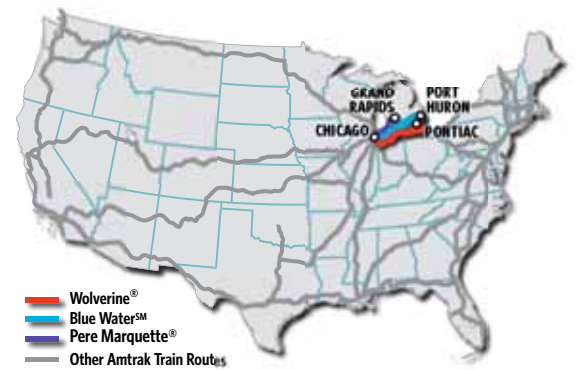 GRAND
RAPIDS
PORT
HURON
CHICAGO
PONTIAC
Wolverine®
Blue Water℠
Pere Marquette®
Other Amtrak Train Routes